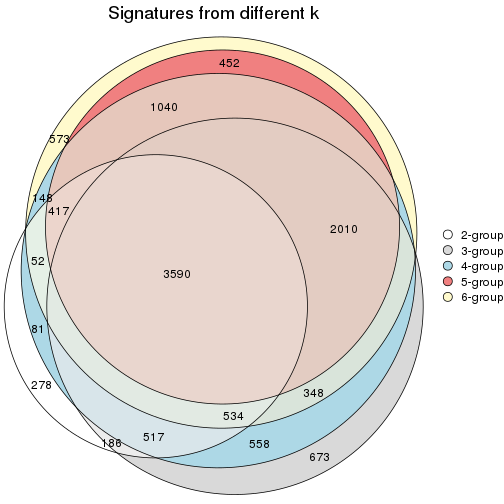 Signatures from different k
452
1040
573
148
417
2010
2-group
3-group
52
3590
4-group
5-group
6-group
81
278
348
534
517
186
558
673